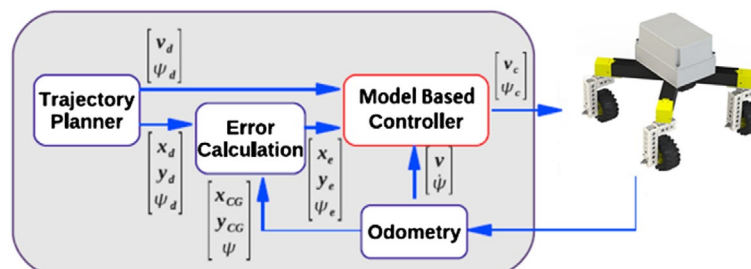 [v_d
ψ_d]
[v_c
ψ_c]
Trajectory
Planner
Model Based
Controller
Error
Calculation
[x_d
y_d
ψ_d]
[x_e
y_e
ψ_e]
[v
ψ̇]
[x_CG
y_CG
ψ]
Odometry